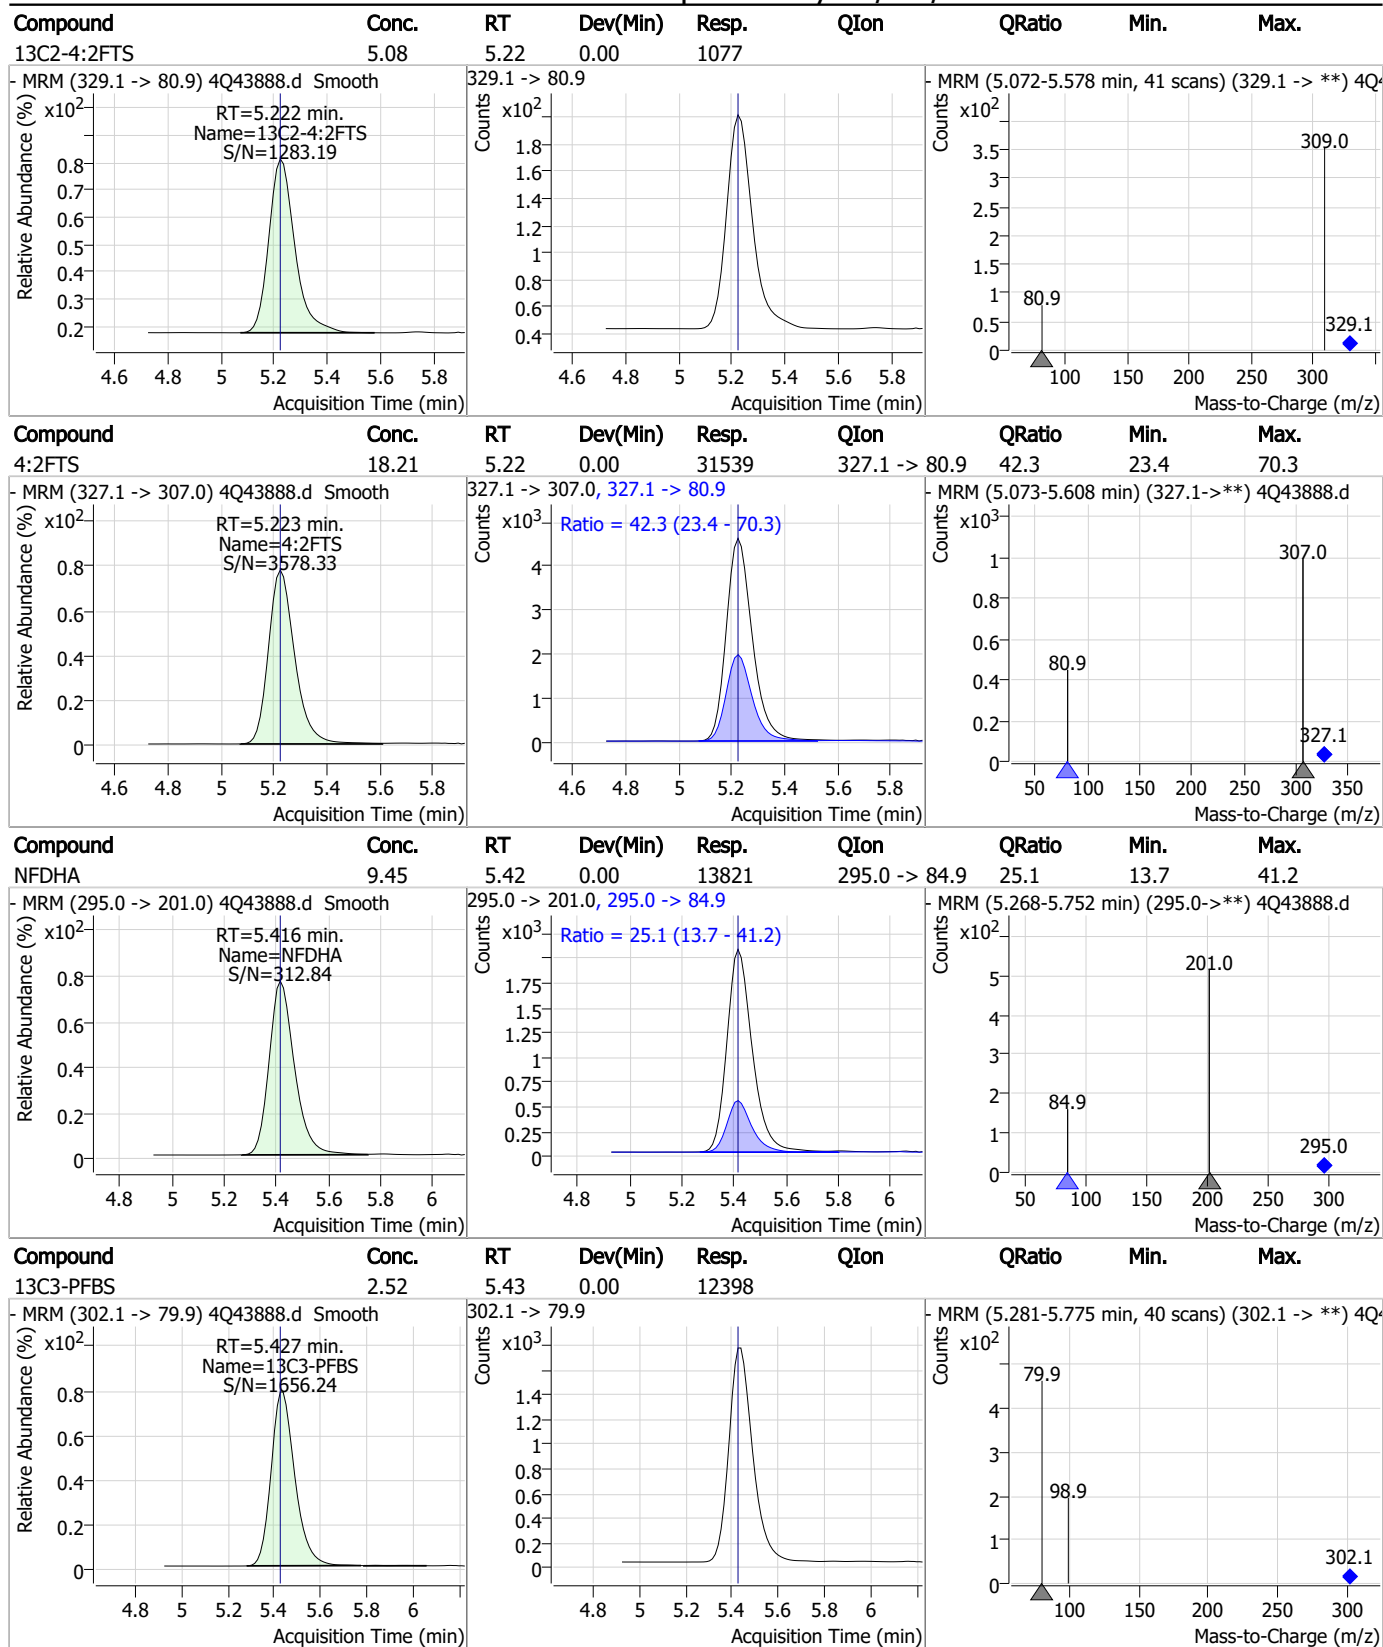 Compound Conc. RT Dev(Min) Resp. QIon QRatio Min. Max.
13C2-4:2FTS 5.08 5.22 0.00 1077
- MRM (329.1 -> 80.9) 4Q43888.d Smooth
Relative Abundance (%)
x10²
RT=5.222 min.
Name=13C2-4:2FTS
S/N=1283.19
0.8
0.7
0.6
0.5
0.4
0.3
0.2
4.6 4.8 5 5.2 5.4 5.6 5.8
Acquisition Time (min)
329.1 -> 80.9
Counts
x10²
1.8
1.6
1.4
1.2
1
0.8
0.6
0.4
4.6 4.8 5 5.2 5.4 5.6 5.8
Acquisition Time (min)
- MRM (5.072-5.578 min, 41 scans) (329.1 -> **) 4Q4
Counts
x10²
3.5
3
2.5
2
1.5
1
0.5
0
309.0
80.9
329.1
100 150 200 250 300
Mass-to-Charge (m/z)
Compound Conc. RT Dev(Min) Resp. QIon QRatio Min. Max.
4:2FTS 18.21 5.22 0.00 31539 327.1 -> 80.9 42.3 23.4 70.3
- MRM (327.1 -> 307.0) 4Q43888.d Smooth
Relative Abundance (%)
x10²
RT=5.223 min.
Name=4:2FTS
S/N=3578.33
0.8
0.6
0.4
0.2
0
4.6 4.8 5 5.2 5.4 5.6 5.8
Acquisition Time (min)
327.1 -> 307.0, 327.1 -> 80.9
Counts
x10³
Ratio = 42.3 (23.4 - 70.3)
4
3
2
1
0
4.6 4.8 5 5.2 5.4 5.6 5.8
Acquisition Time (min)
- MRM (5.073-5.608 min) (327.1->**) 4Q43888.d
Counts
x10³
1
0.8
0.6
0.4
0.2
0
307.0
80.9
327.1
50 100 150 200 250 300 350
Mass-to-Charge (m/z)
Compound Conc. RT Dev(Min) Resp. QIon QRatio Min. Max.
NFDHA 9.45 5.42 0.00 13821 295.0 -> 84.9 25.1 13.7 41.2
- MRM (295.0 -> 201.0) 4Q43888.d Smooth
Relative Abundance (%)
x10²
RT=5.416 min.
Name=NFDHA
S/N=312.84
0.8
0.6
0.4
0.2
0
4.8 5 5.2 5.4 5.6 5.8 6
Acquisition Time (min)
295.0 -> 201.0, 295.0 -> 84.9
Counts
x10³
Ratio = 25.1 (13.7 - 41.2)
1.75
1.5
1.25
1
0.75
0.5
0.25
0
4.8 5 5.2 5.4 5.6 5.8 6
Acquisition Time (min)
- MRM (5.268-5.752 min) (295.0->**) 4Q43888.d
Counts
x10²
5
4
3
2
1
0
201.0
84.9
295.0
50 100 150 200 250 300
Mass-to-Charge (m/z)
Compound Conc. RT Dev(Min) Resp. QIon QRatio Min. Max.
13C3-PFBS 2.52 5.43 0.00 12398
- MRM (302.1 -> 79.9) 4Q43888.d Smooth
Relative Abundance (%)
x10²
RT=5.427 min.
Name=13C3-PFBS
S/N=1656.24
0.8
0.6
0.4
0.2
0
4.8 5 5.2 5.4 5.6 5.8 6
Acquisition Time (min)
302.1 -> 79.9
Counts
x10³
1.4
1.2
1
0.8
0.6
0.4
0.2
0
4.8 5 5.2 5.4 5.6 5.8 6
Acquisition Time (min)
- MRM (5.281-5.775 min, 40 scans) (302.1 -> **) 4Q4
Counts
x10²
4
3
2
1
0
79.9
98.9
302.1
100 150 200 250 300
Mass-to-Charge (m/z)